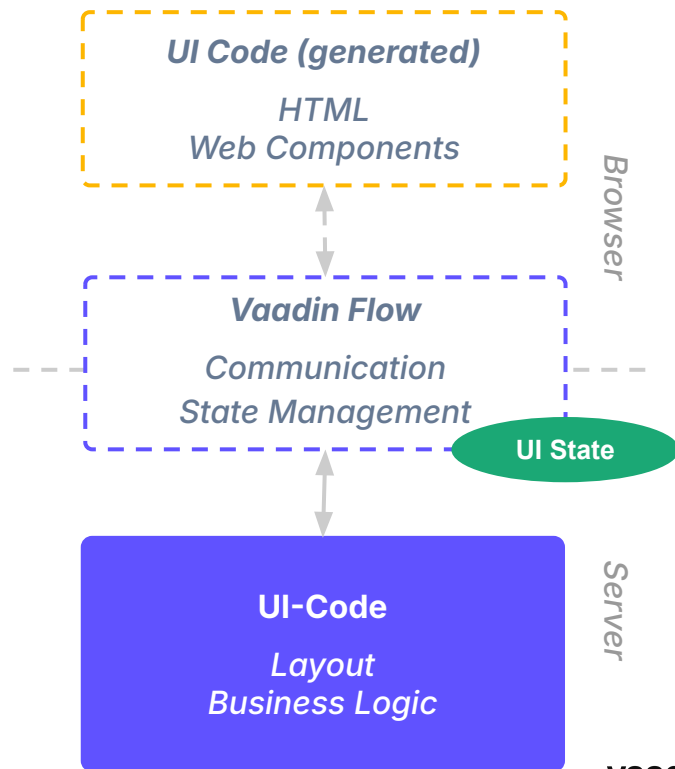 UI Code (generated)
HTML
Web Components
Browser
Vaadin Flow
Communication
State Management
UI State
UI-Code
Layout
Business Logic
Server